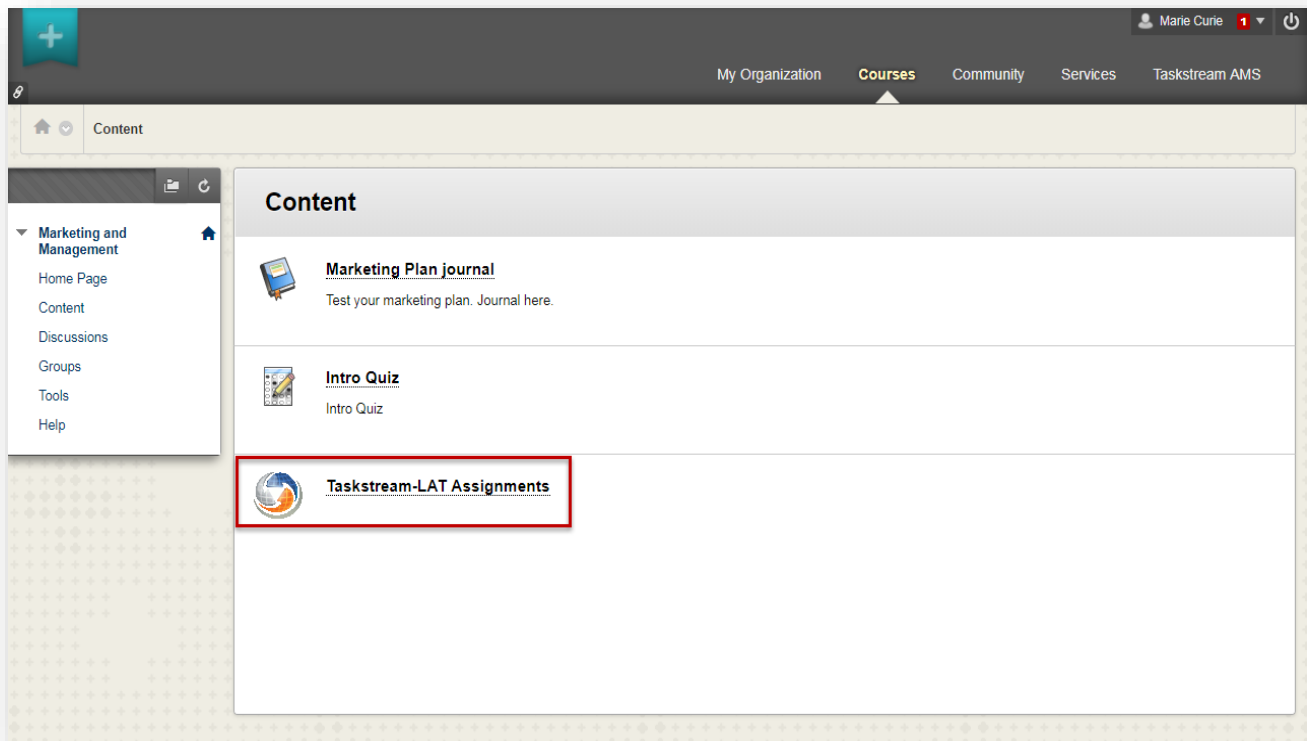 Marie Curie 1
My Organization Courses Community Services Taskstream AMS
Content
Marketing and
Management
Home Page
Content
Discussions
Groups
Tools
Help
Content
Marketing Plan journal
Test your marketing plan. Journal here.
Intro Quiz
Intro Quiz
Taskstream-LAT Assignments